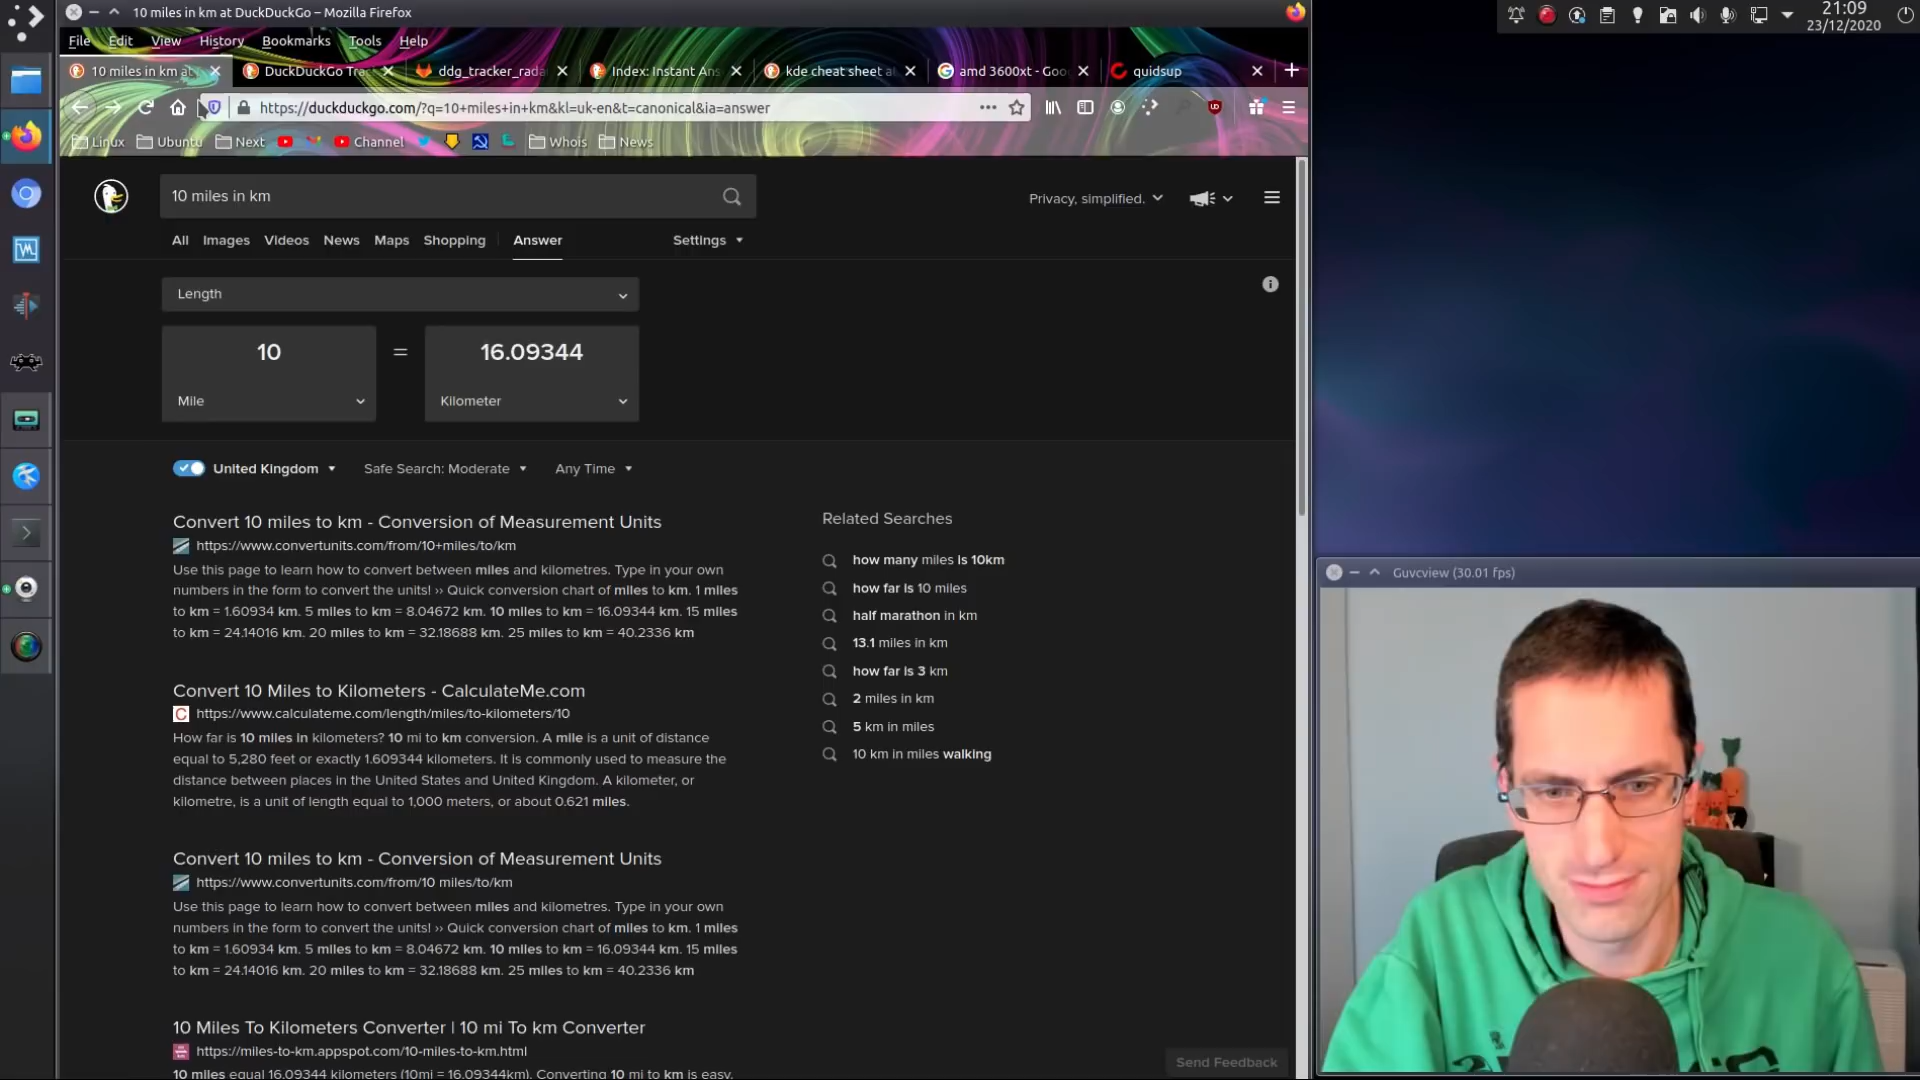 10 miles in km at DuckDuckGo – Mozilla Firefox
21:09
23/12/2020
File Edit View History Bookmarks Tools Help
10 miles in km at
DuckDuckGo Tra
ddg_tracker_rada
Index: Instant Ans
kde cheat sheet a
amd 3600xt - Goo
quidsup
https://duckduckgo.com/?q=10+miles+in+km&kl=uk-en&t=canonical&ia=answer
Linux Ubuntu Next Channel Whois News
10 miles in km
Privacy, simplified.
All Images Videos News Maps Shopping Answer Settings
Length
10 = 16.09344
Mile Kilometer
United Kingdom Safe Search: Moderate Any Time
Convert 10 miles to km - Conversion of Measurement Units
https://www.convertunits.com/from/10+miles/to/km
Use this page to learn how to convert between miles and kilometres. Type in your own
numbers in the form to convert the units! ›› Quick conversion chart of miles to km. 1 miles
to km = 1.60934 km. 5 miles to km = 8.04672 km. 10 miles to km = 16.09344 km. 15 miles
to km = 24.14016 km. 20 miles to km = 32.18688 km. 25 miles to km = 40.2336 km
Convert 10 Miles to Kilometers - CalculateMe.com
C https://www.calculateme.com/length/miles/to-kilometers/10
How far is 10 miles in kilometers? 10 mi to km conversion. A mile is a unit of distance
equal to 5,280 feet or exactly 1.609344 kilometers. It is commonly used to measure the
distance between places in the United States and United Kingdom. A kilometer, or
kilometre, is a unit of length equal to 1,000 meters, or about 0.621 miles.
Convert 10 miles to km - Conversion of Measurement Units
https://www.convertunits.com/from/10 miles/to/km
Use this page to learn how to convert between miles and kilometres. Type in your own
numbers in the form to convert the units! ›› Quick conversion chart of miles to km. 1 miles
to km = 1.60934 km. 5 miles to km = 8.04672 km. 10 miles to km = 16.09344 km. 15 miles
to km = 24.14016 km. 20 miles to km = 32.18688 km. 25 miles to km = 40.2336 km
10 Miles To Kilometers Converter | 10 mi To km Converter
https://miles-to-km.appspot.com/10-miles-to-km.html
10 miles equal 16.09344 kilometers (10mi = 16.09344km). Converting 10 mi to km is easy.
Related Searches
how many miles is 10km
how far is 10 miles
half marathon in km
13.1 miles in km
how far is 3 km
2 miles in km
5 km in miles
10 km in miles walking
Send Feedback
Guvcview (30.01 fps)